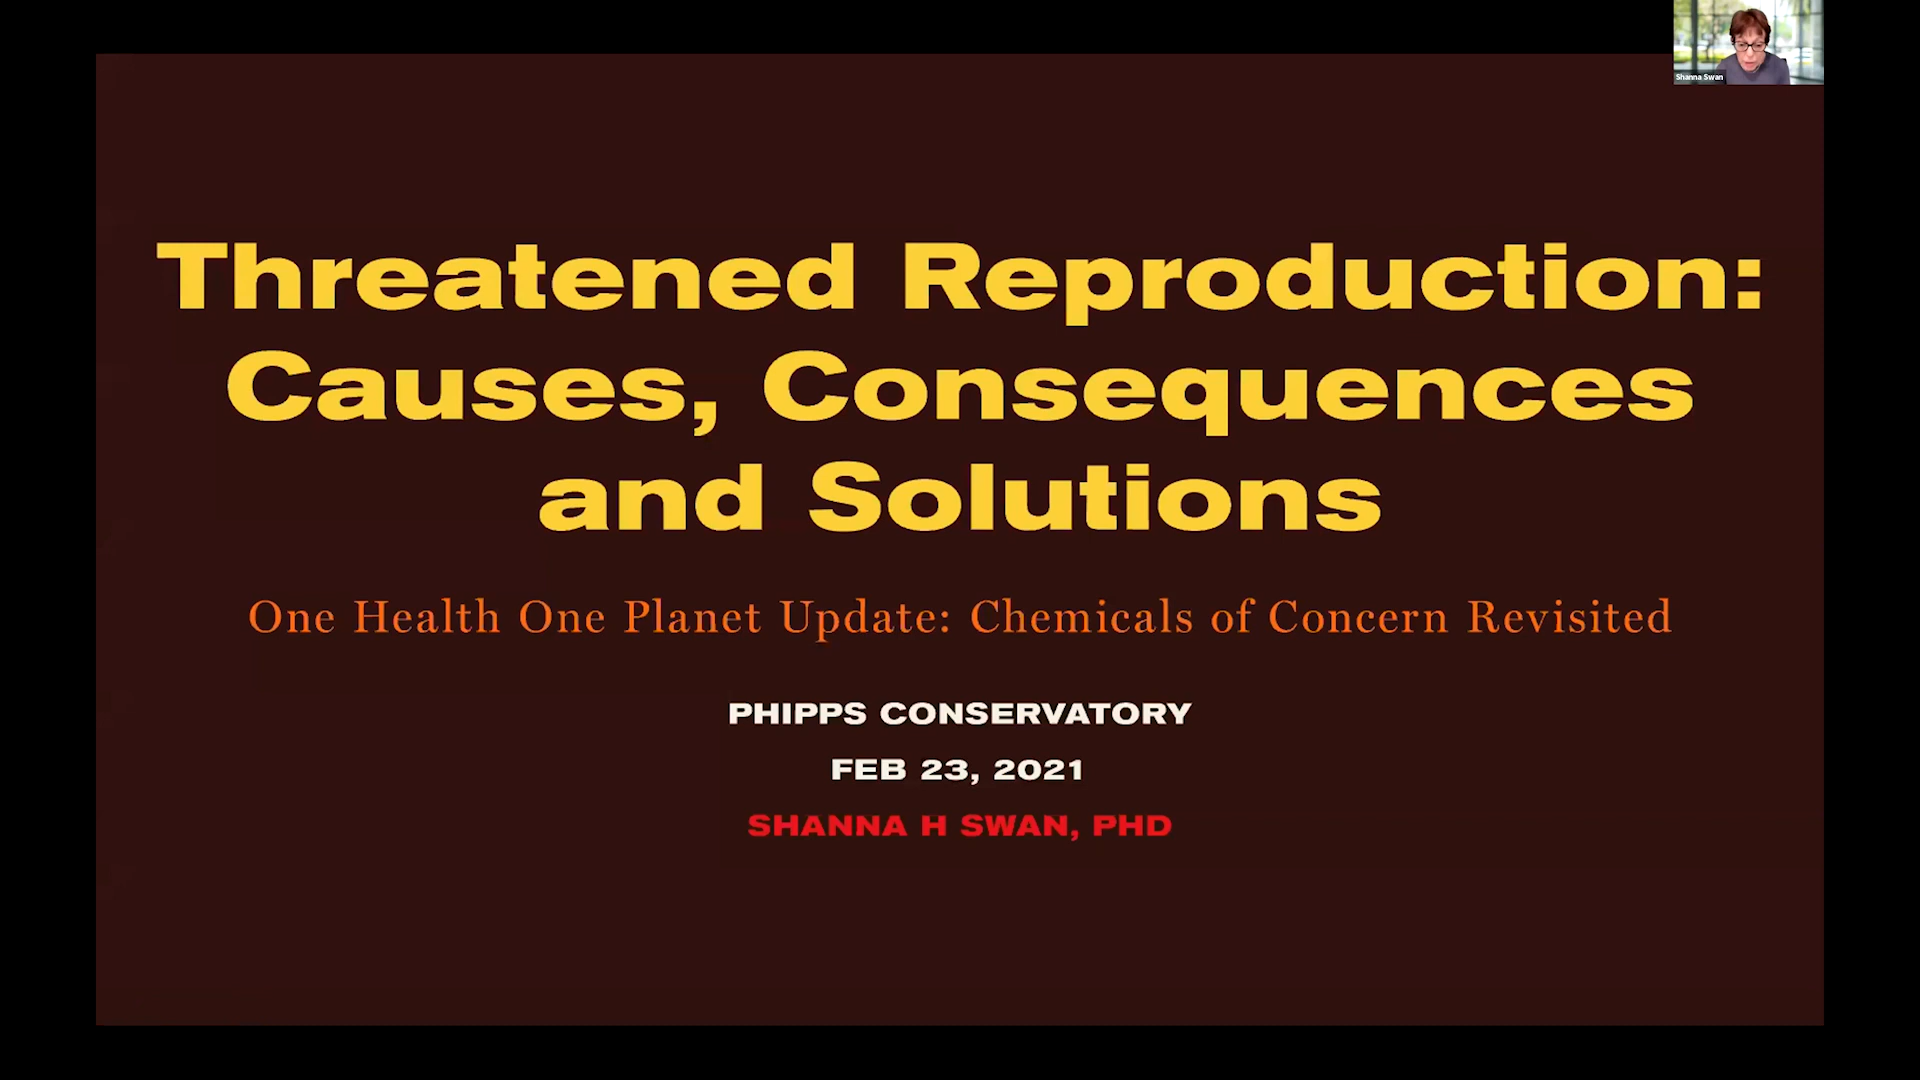 Shanna Swan
Threatened Reproduction:
Causes, Consequences
and Solutions
One Health One Planet Update: Chemicals of Concern Revisited
PHIPPS CONSERVATORY
FEB 23, 2021
SHANNA H SWAN, PHD